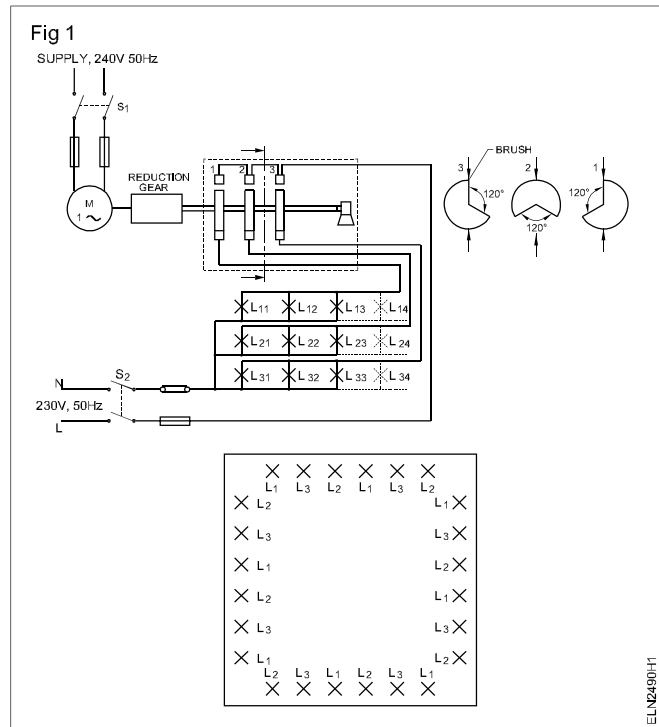 Fig 1
SUPPLY, 240V 50Hz
S1
M
1 ~
REDUCTION
GEAR
1 2 3
3 BRUSH 2 1
120° 120° 120°
L11 L12 L13 L14
L21 L22 L23 L24
L31 L32 L33 L34
S2
N
230V, 50Hz
L
L1 L3 L2 L1 L3 L2
L2 L1
L3 L3
L1 L2
L2 L1
L3 L3
L1 L2
L2 L3 L1 L2 L3 L1
ELN2490H1